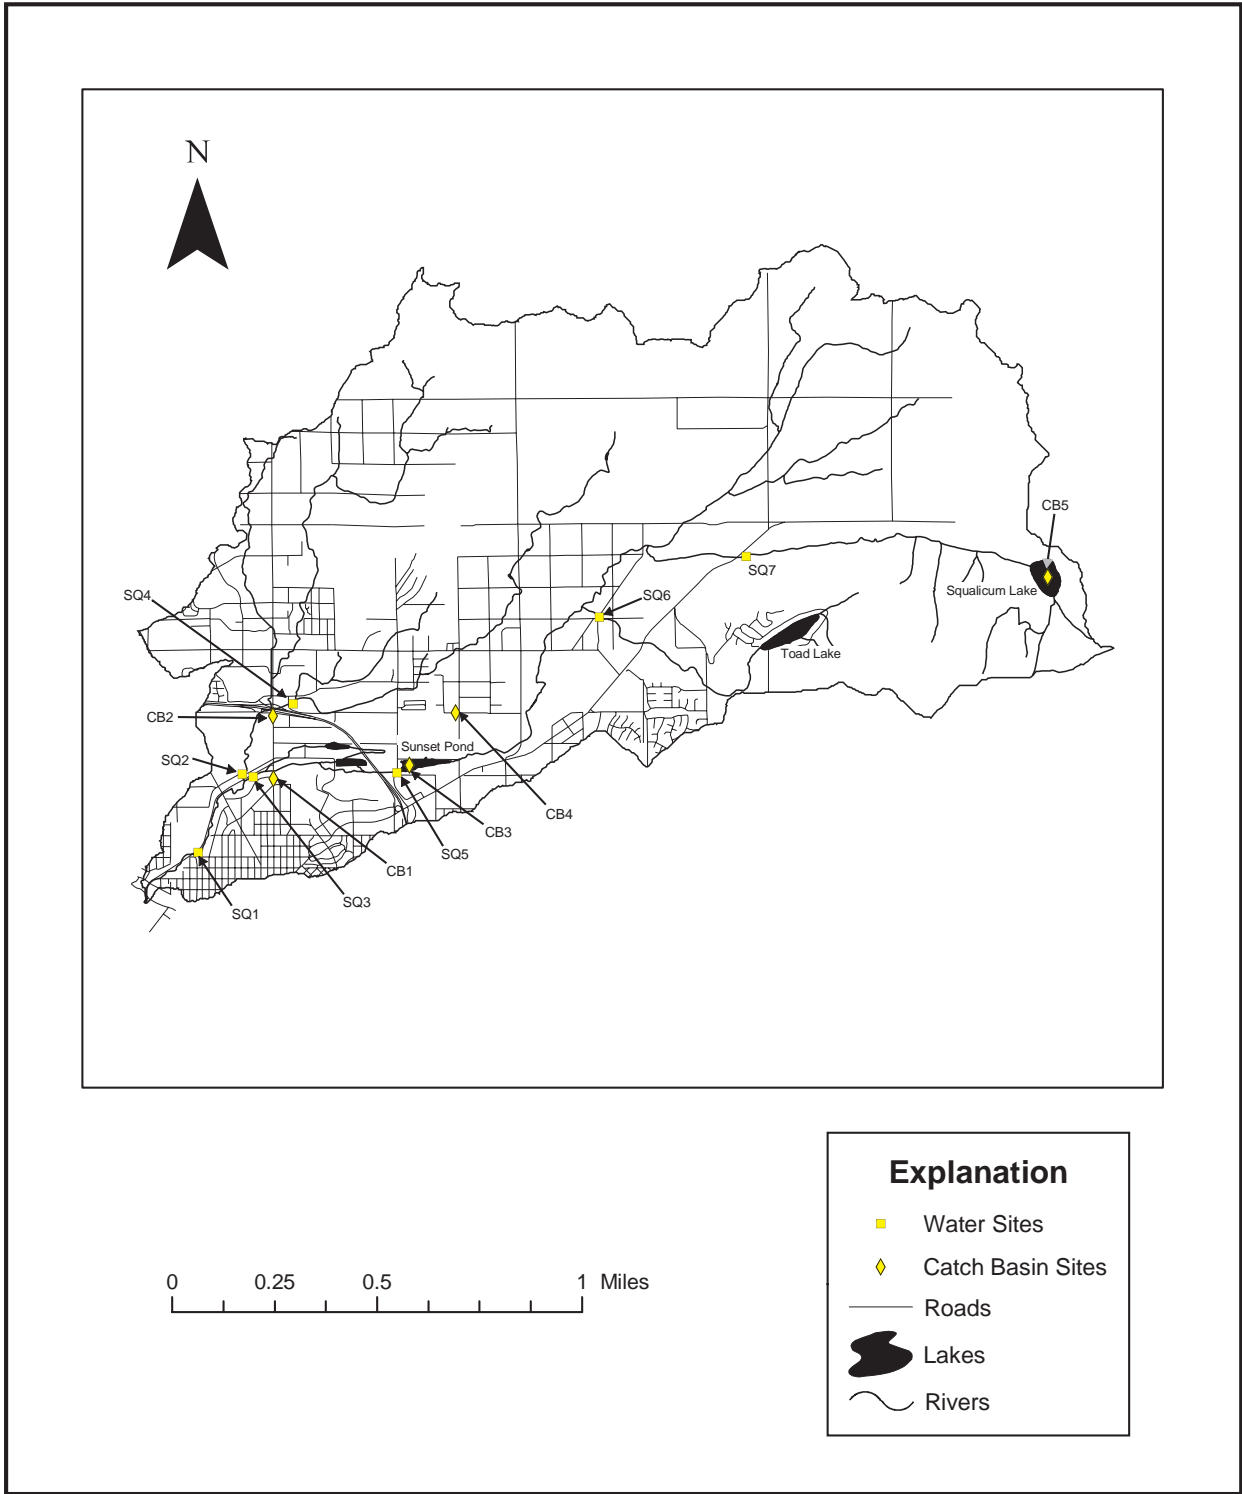 N
CB5
SQ7
Squalicum Lake
SQ4
SQ6
Toad Lake
CB2
Sunset Pond
SQ2
CB4
CB3
SQ5
CB1
SQ3
SQ1
Explanation
Water Sites
Catch Basin Sites
Roads
Lakes
Rivers
0 0.25 0.5 1 Miles